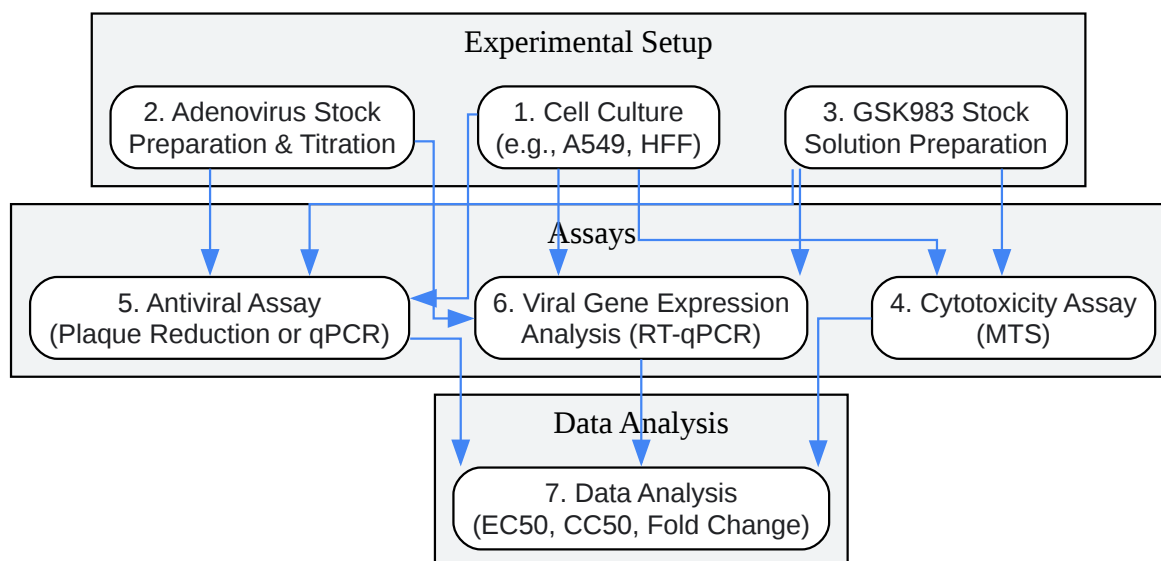 Experimental Setup
2. Adenovirus Stock
Preparation & Titration
1. Cell Culture
(e.g., A549, HFF)
3. GSK983 Stock
Solution Preparation
Assays
5. Antiviral Assay
(Plaque Reduction or qPCR)
6. Viral Gene Expression
Analysis (RT-qPCR)
4. Cytotoxicity Assay
(MTS)
Data Analysis
7. Data Analysis
(EC50, CC50, Fold Change)